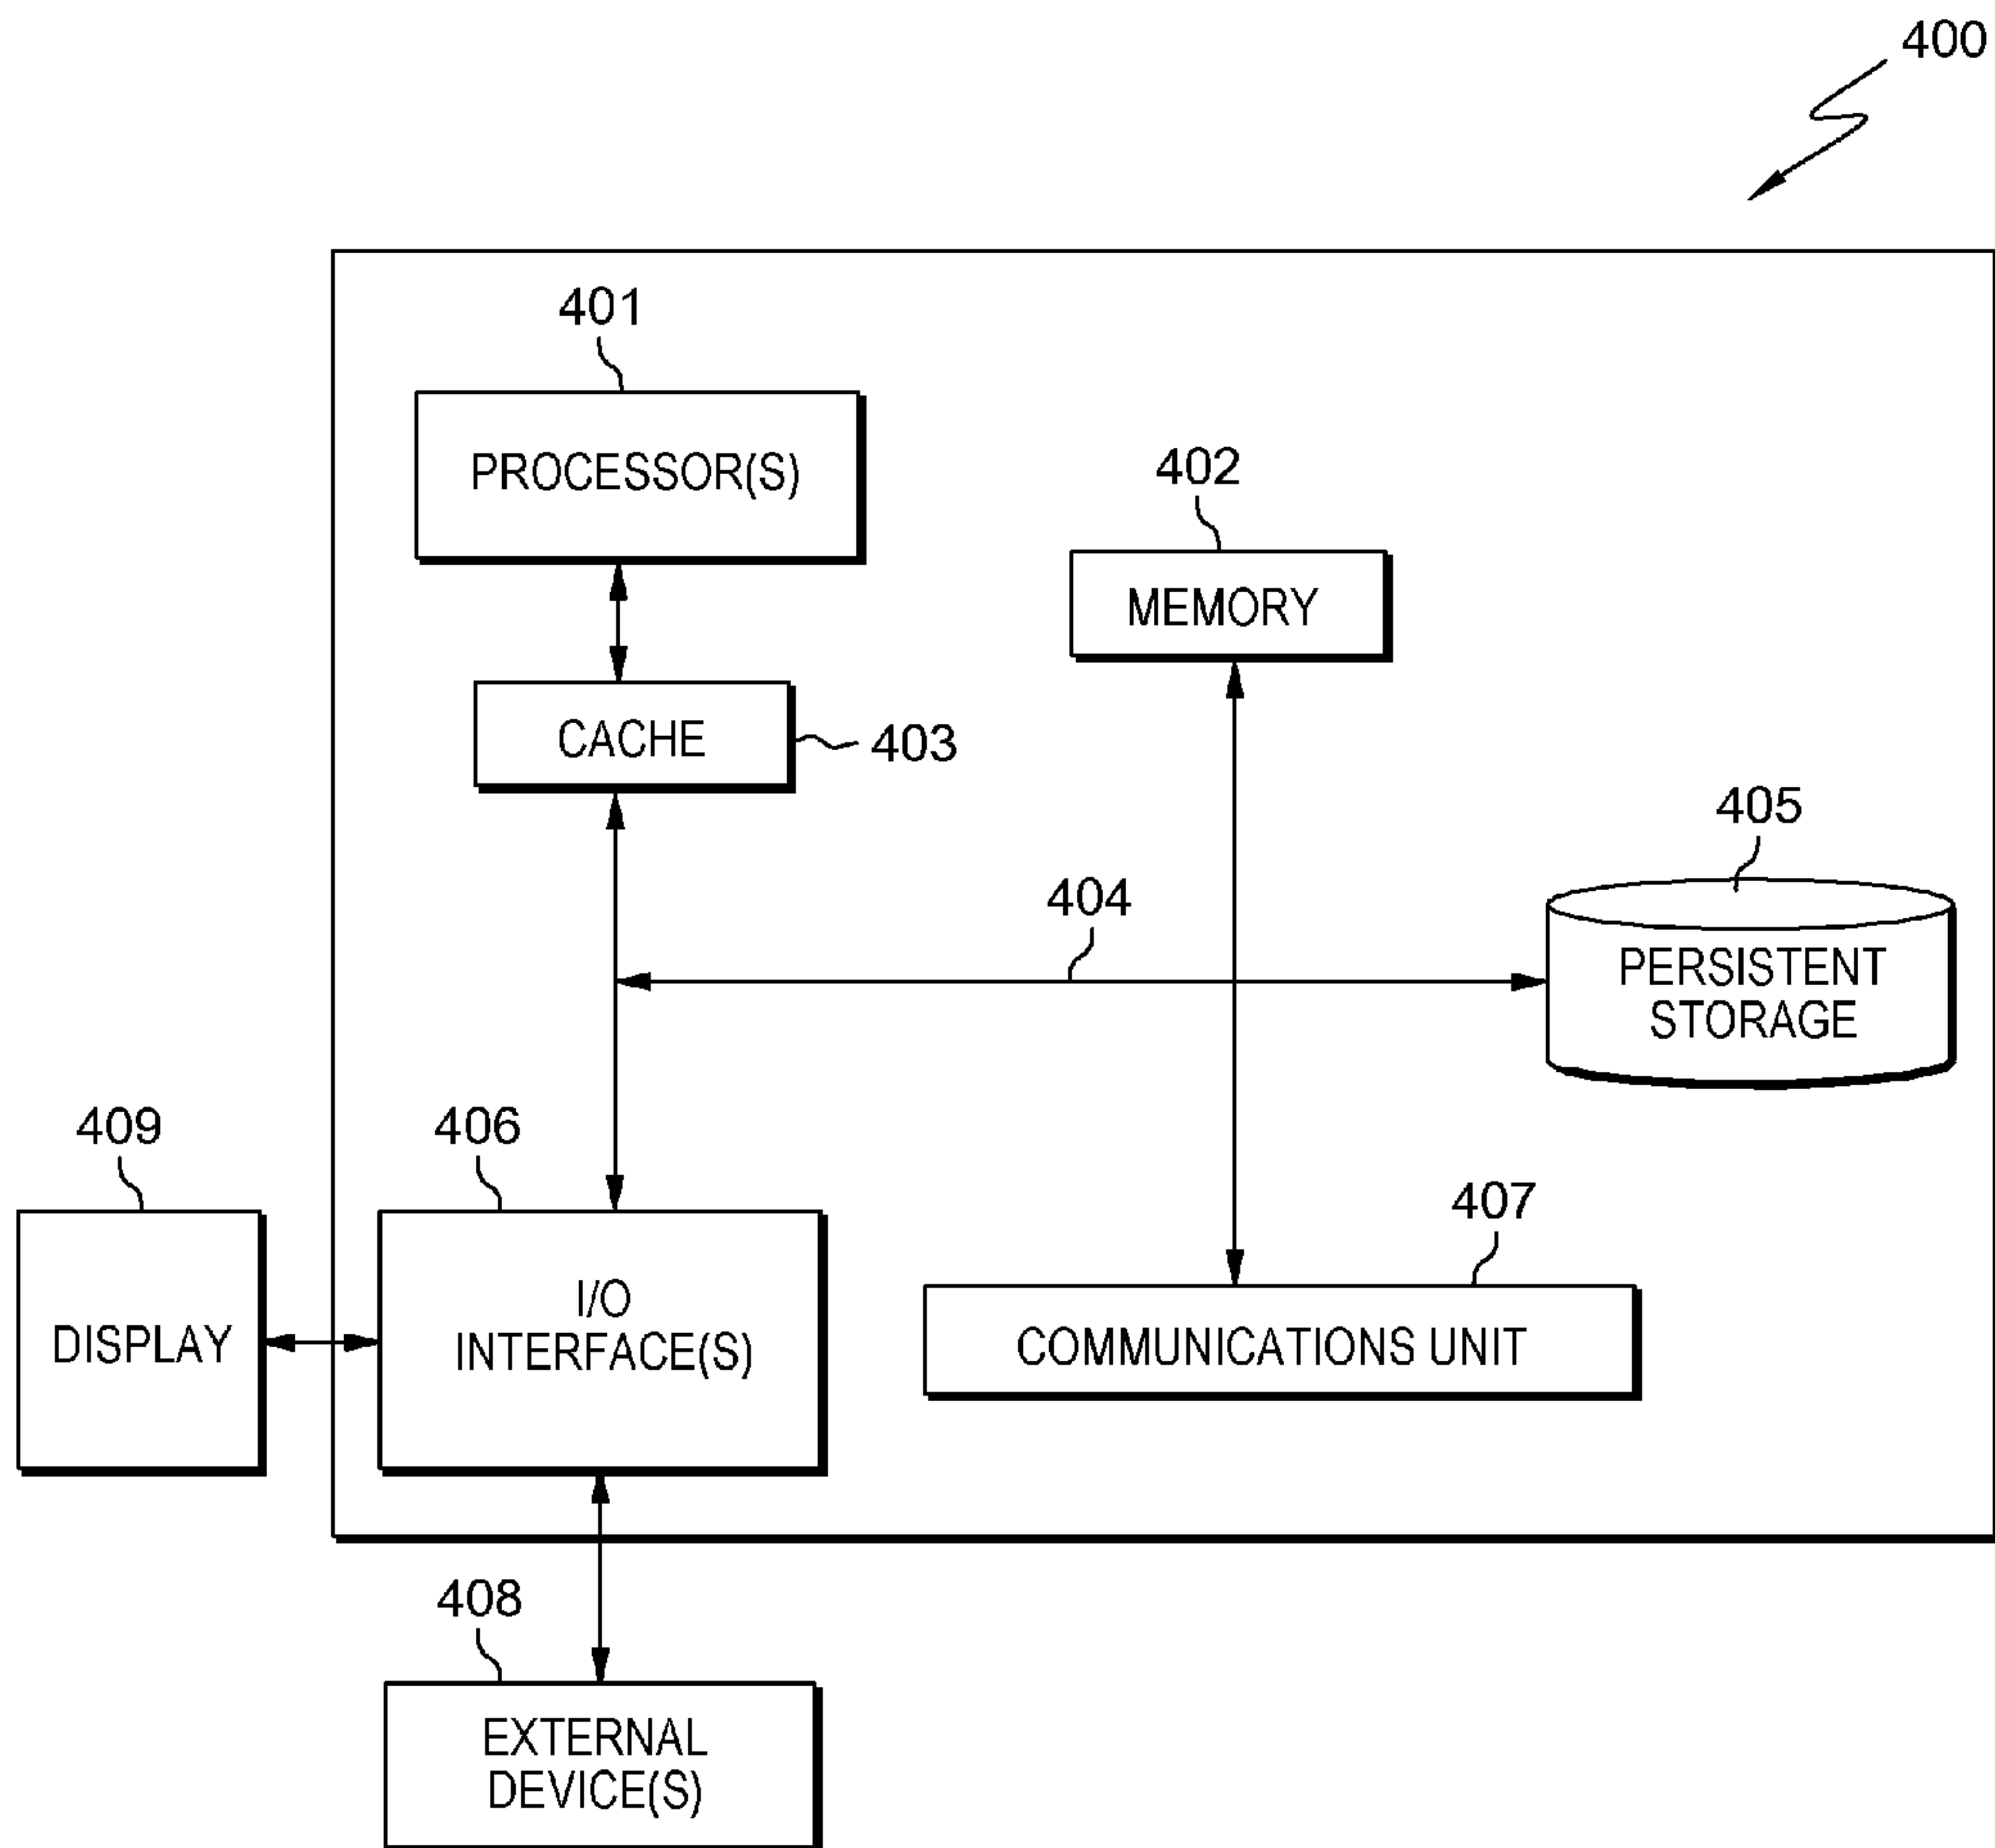 400
401
PROCESSOR(S)
402
MEMORY
CACHE
403
405
404
PERSISTENT
STORAGE
409
406
407
DISPLAY
I/O
INTERFACE(S)
COMMUNICATIONS UNIT
408
EXTERNAL
DEVICE(S)